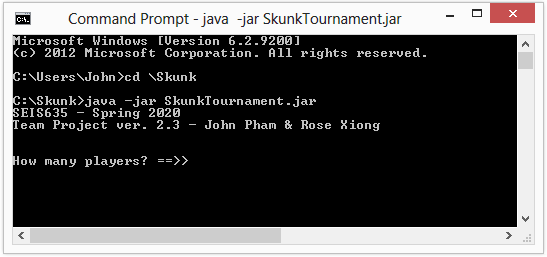 Command Prompt - java  -jar SkunkTournament.jar
Microsoft Windows [Version 6.2.9200]
(c) 2012 Microsoft Corporation. All rights reserved.
C:\Users\John>cd \Skunk
C:\Skunk>java -jar SkunkTournament.jar
SEIS635 - Spring 2020
Team Project ver. 2.3 - John Pham & Rose Xiong
How many players? ==>>